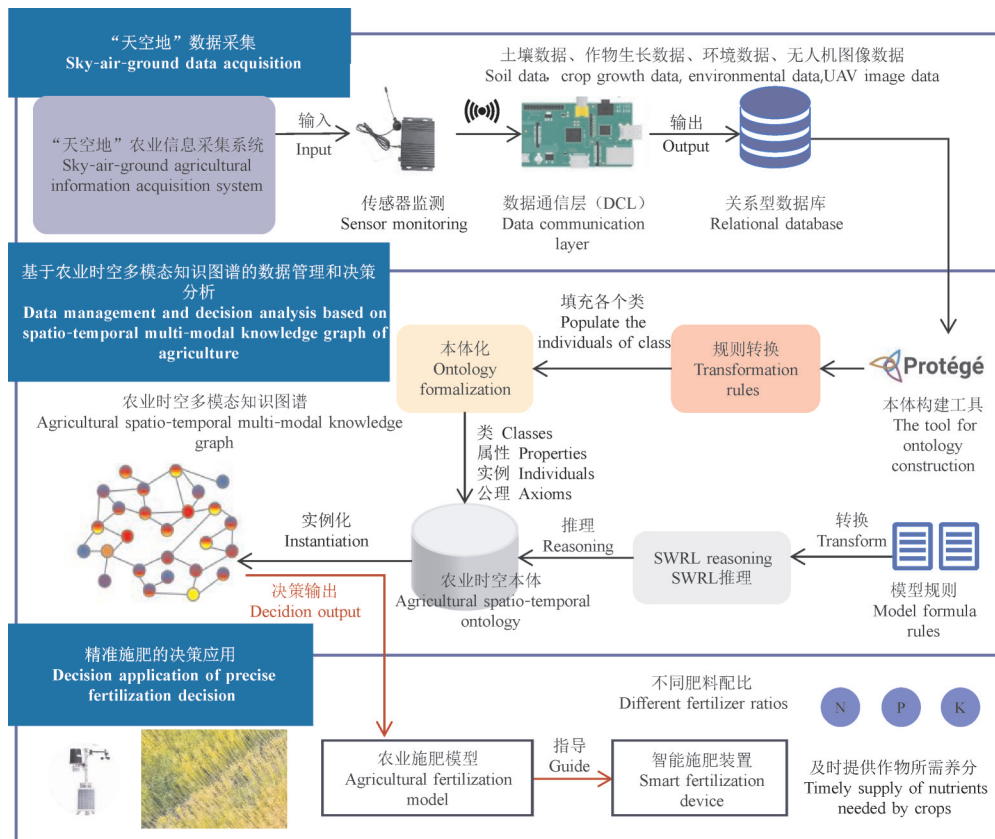 “天空地”数据采集
Sky-air-ground data acquisition
土壤数据、作物生长数据、环境数据、无人机图像数据
Soil data, crop growth data, environmental data,UAV image data
“天空地”农业信息采集系统
Sky-air-ground agricultural
information acquisition system
输入
Input
传感器监测
Sensor monitoring
数据通信层（DCL）
Data communication
layer
输出
Output
关系型数据库
Relational database
基于农业时空多模态知识图谱的数据管理和决策
分析
Data management and decision analysis based on
spatio-temporal multi-modal knowledge graph of
agriculture
填充各个类
Populate the
individuals of class
本体化
Ontology
formalization
规则转换
Transformation
rules
Protégé
本体构建工具
The tool for
ontology
construction
农业时空多模态知识图谱
Agricultural spatio-temporal multi-modal knowledge
graph
类 Classes
属性 Properties
实例 Individuals
公理 Axioms
实例化
Instantiation
决策输出
Decidion output
农业时空本体
Agricultural spatio-temporal
ontology
推理
Reasoning
SWRL reasoning
SWRL推理
转换
Transform
模型规则
Model formula
rules
精准施肥的决策应用
Decision application of precise
fertilization decision
不同肥料配比
Different fertilizer ratios
N P K
农业施肥模型
Agricultural fertilization
model
指导
Guide
智能施肥装置
Smart fertilization
device
及时提供作物所需养分
Timely supply of nutrients
needed by crops